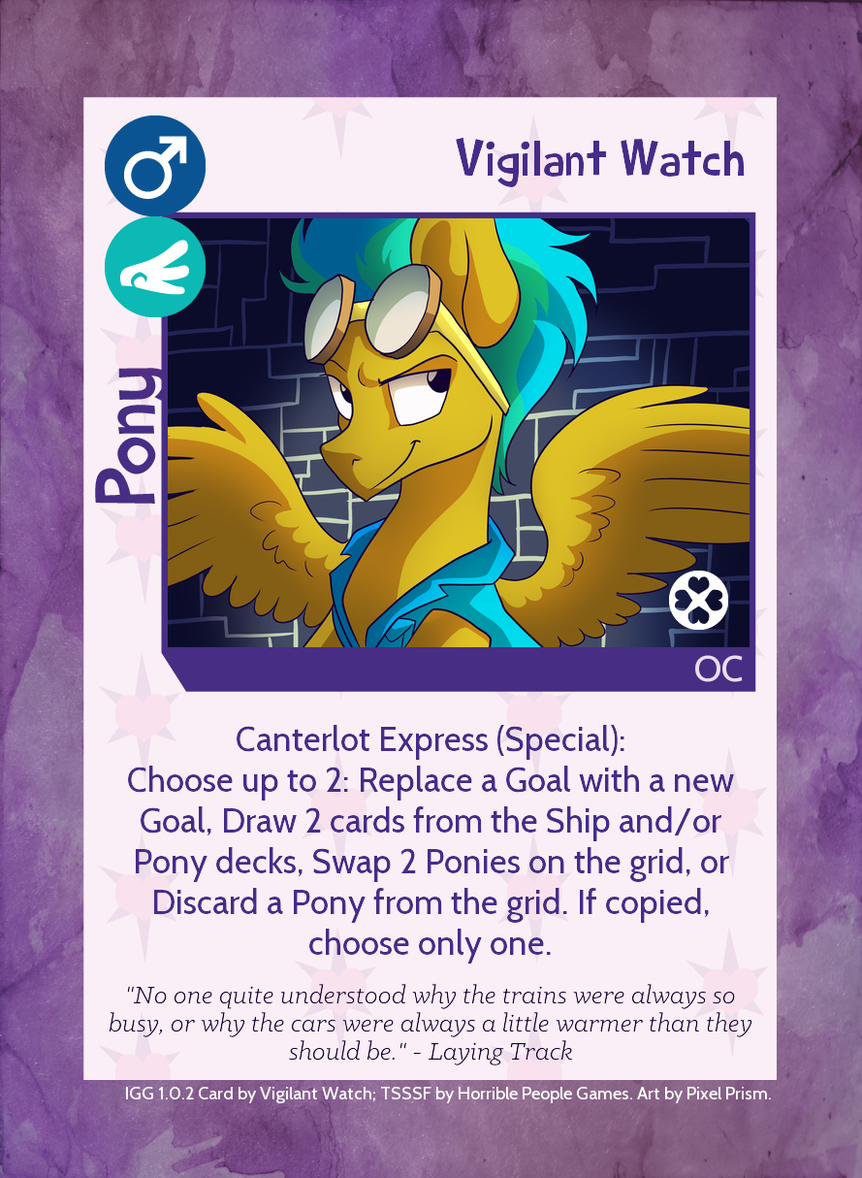 Vigilant Watch
Pony
OC
Canterlot Express (Special):
Choose up to 2: Replace a Goal with a new
Goal, Draw 2 cards from the Ship and/or
Pony decks, Swap 2 Ponies on the grid, or
Discard a Pony from the grid. If copied,
choose only one.
"No one quite understood why the trains were always so
busy, or why the cars were always a little warmer than they
should be." - Laying Track
IGG 1.0.2 Card by Vigilant Watch; TSSSF by Horrible People Games. Art by Pixel Prism.